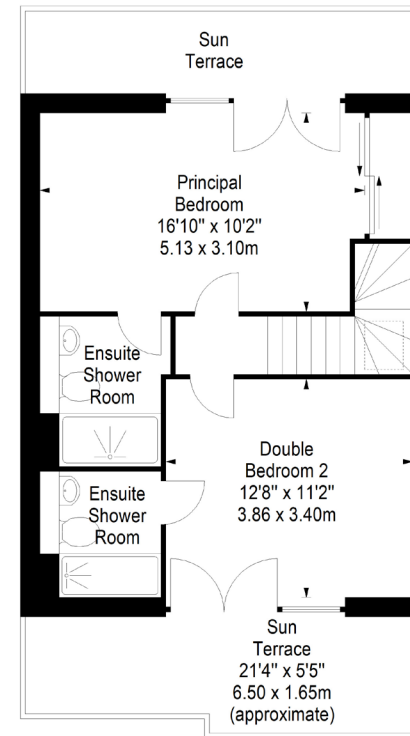 Sun
Terrace
Principal
Bedroom
16'10" x 10'2"
5.13 x 3.10m
Ensuite
Shower
Room
Double
Bedroom 2
12'8" x 11'2"
3.86 x 3.40m
Ensuite
Shower
Room
Sun
Terrace
21'4" x 5'5"
6.50 x 1.65m
(approximate)